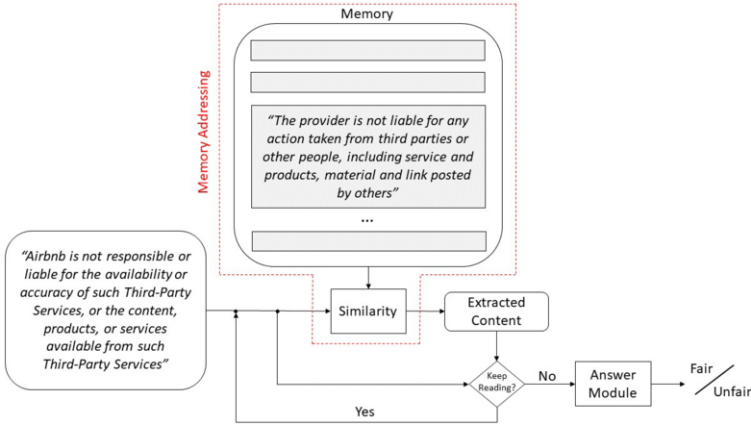 Memory
Memory Addressing
“The provider is not liable for any
action taken from third parties or
other people, including service and
products, material and link posted
by others”
...
“Airbnb is not responsible or
liable for the availability or
accuracy of such Third-Party
Services, or the content,
products, or services
available from such
Third-Party Services”
Similarity
Extracted
Content
Keep
Reading?
No
Yes
Answer
Module
Fair
Unfair